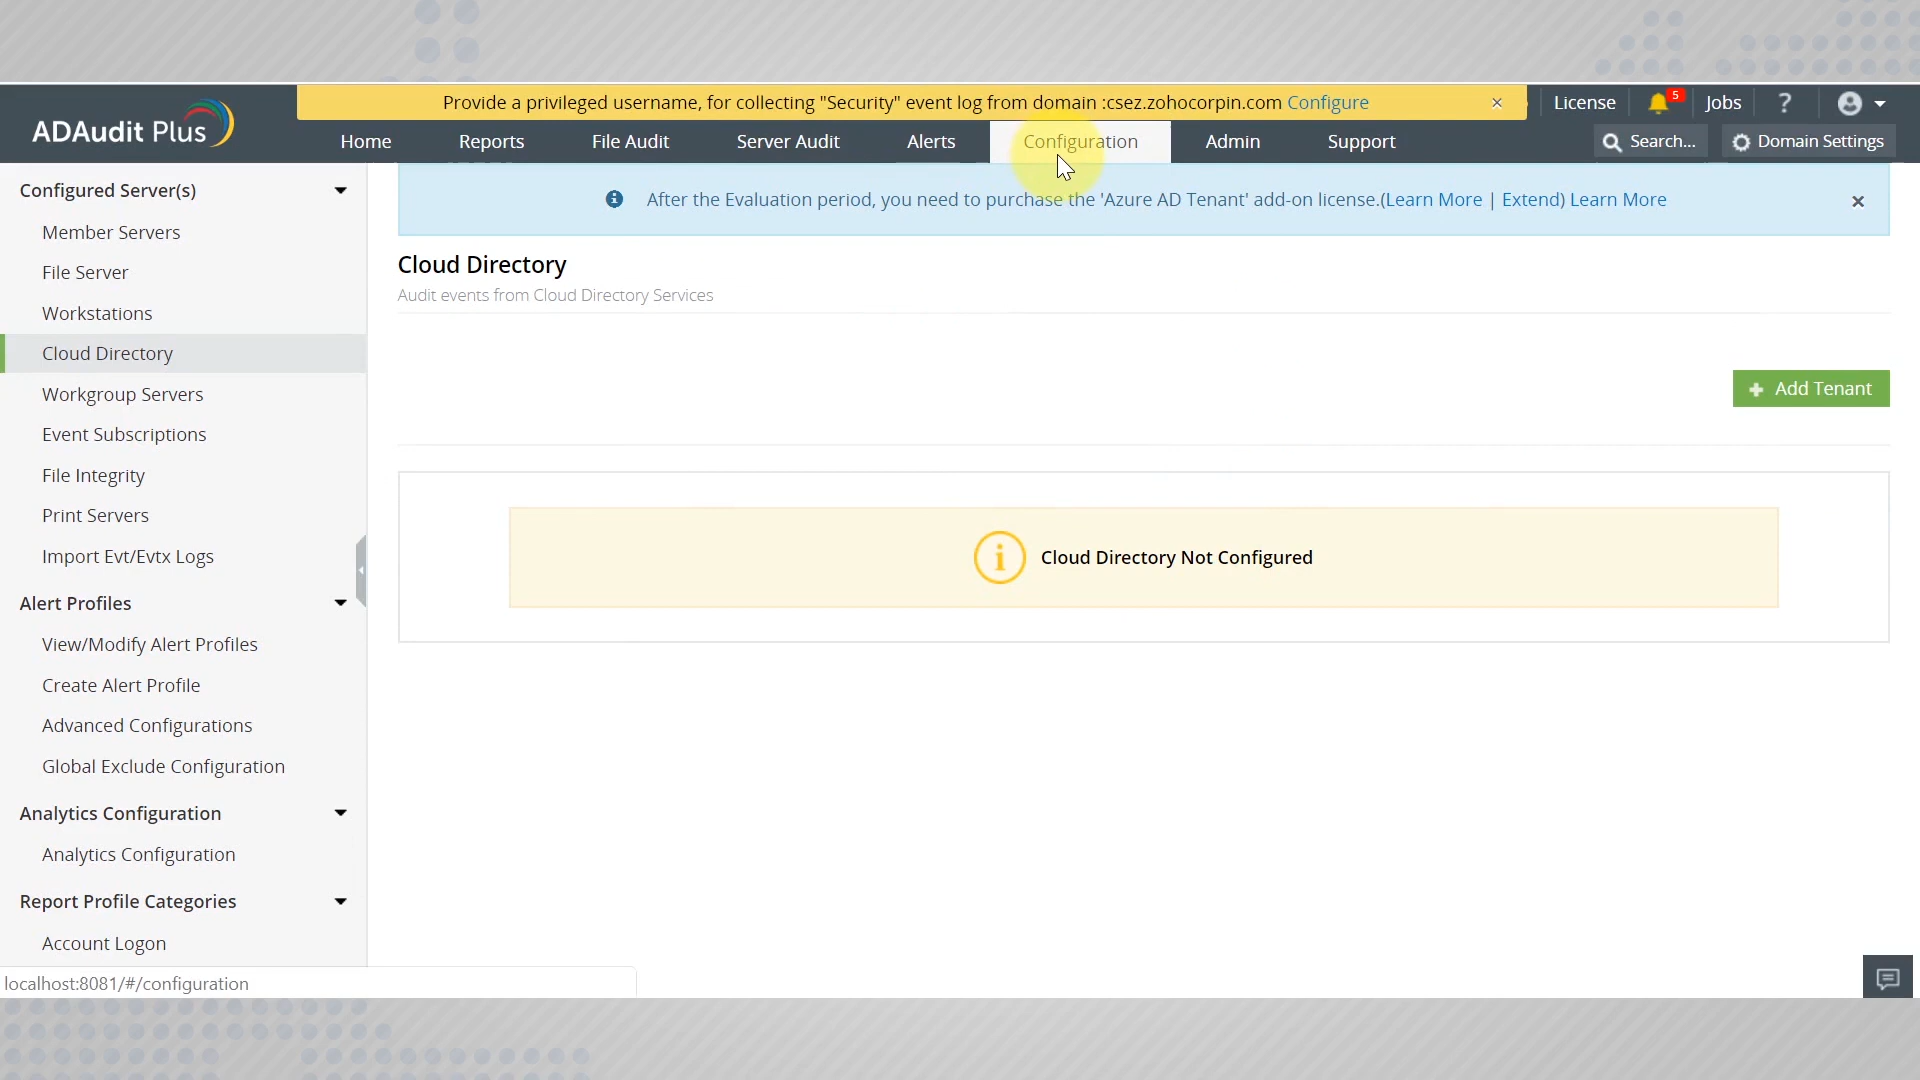 ADAudit Plus
Provide a privileged username, for collecting "Security" event log from domain :csez.zohocorpin.com Configure
×
License
5
Jobs
?
Home
Reports
File Audit
Server Audit
Alerts
Configuration
Admin
Support
Search...
Domain Settings
Configured Server(s)
Member Servers
File Server
Workstations
Cloud Directory
Workgroup Servers
Event Subscriptions
File Integrity
Print Servers
Import Evt/Evtx Logs
Alert Profiles
View/Modify Alert Profiles
Create Alert Profile
Advanced Configurations
Global Exclude Configuration
Analytics Configuration
Analytics Configuration
Report Profile Categories
Account Logon
localhost:8081/#/configuration
After the Evaluation period, you need to purchase the 'Azure AD Tenant' add-on license.(Learn More | Extend) Learn More
×
Cloud Directory
Audit events from Cloud Directory Services
+ Add Tenant
Cloud Directory Not Configured